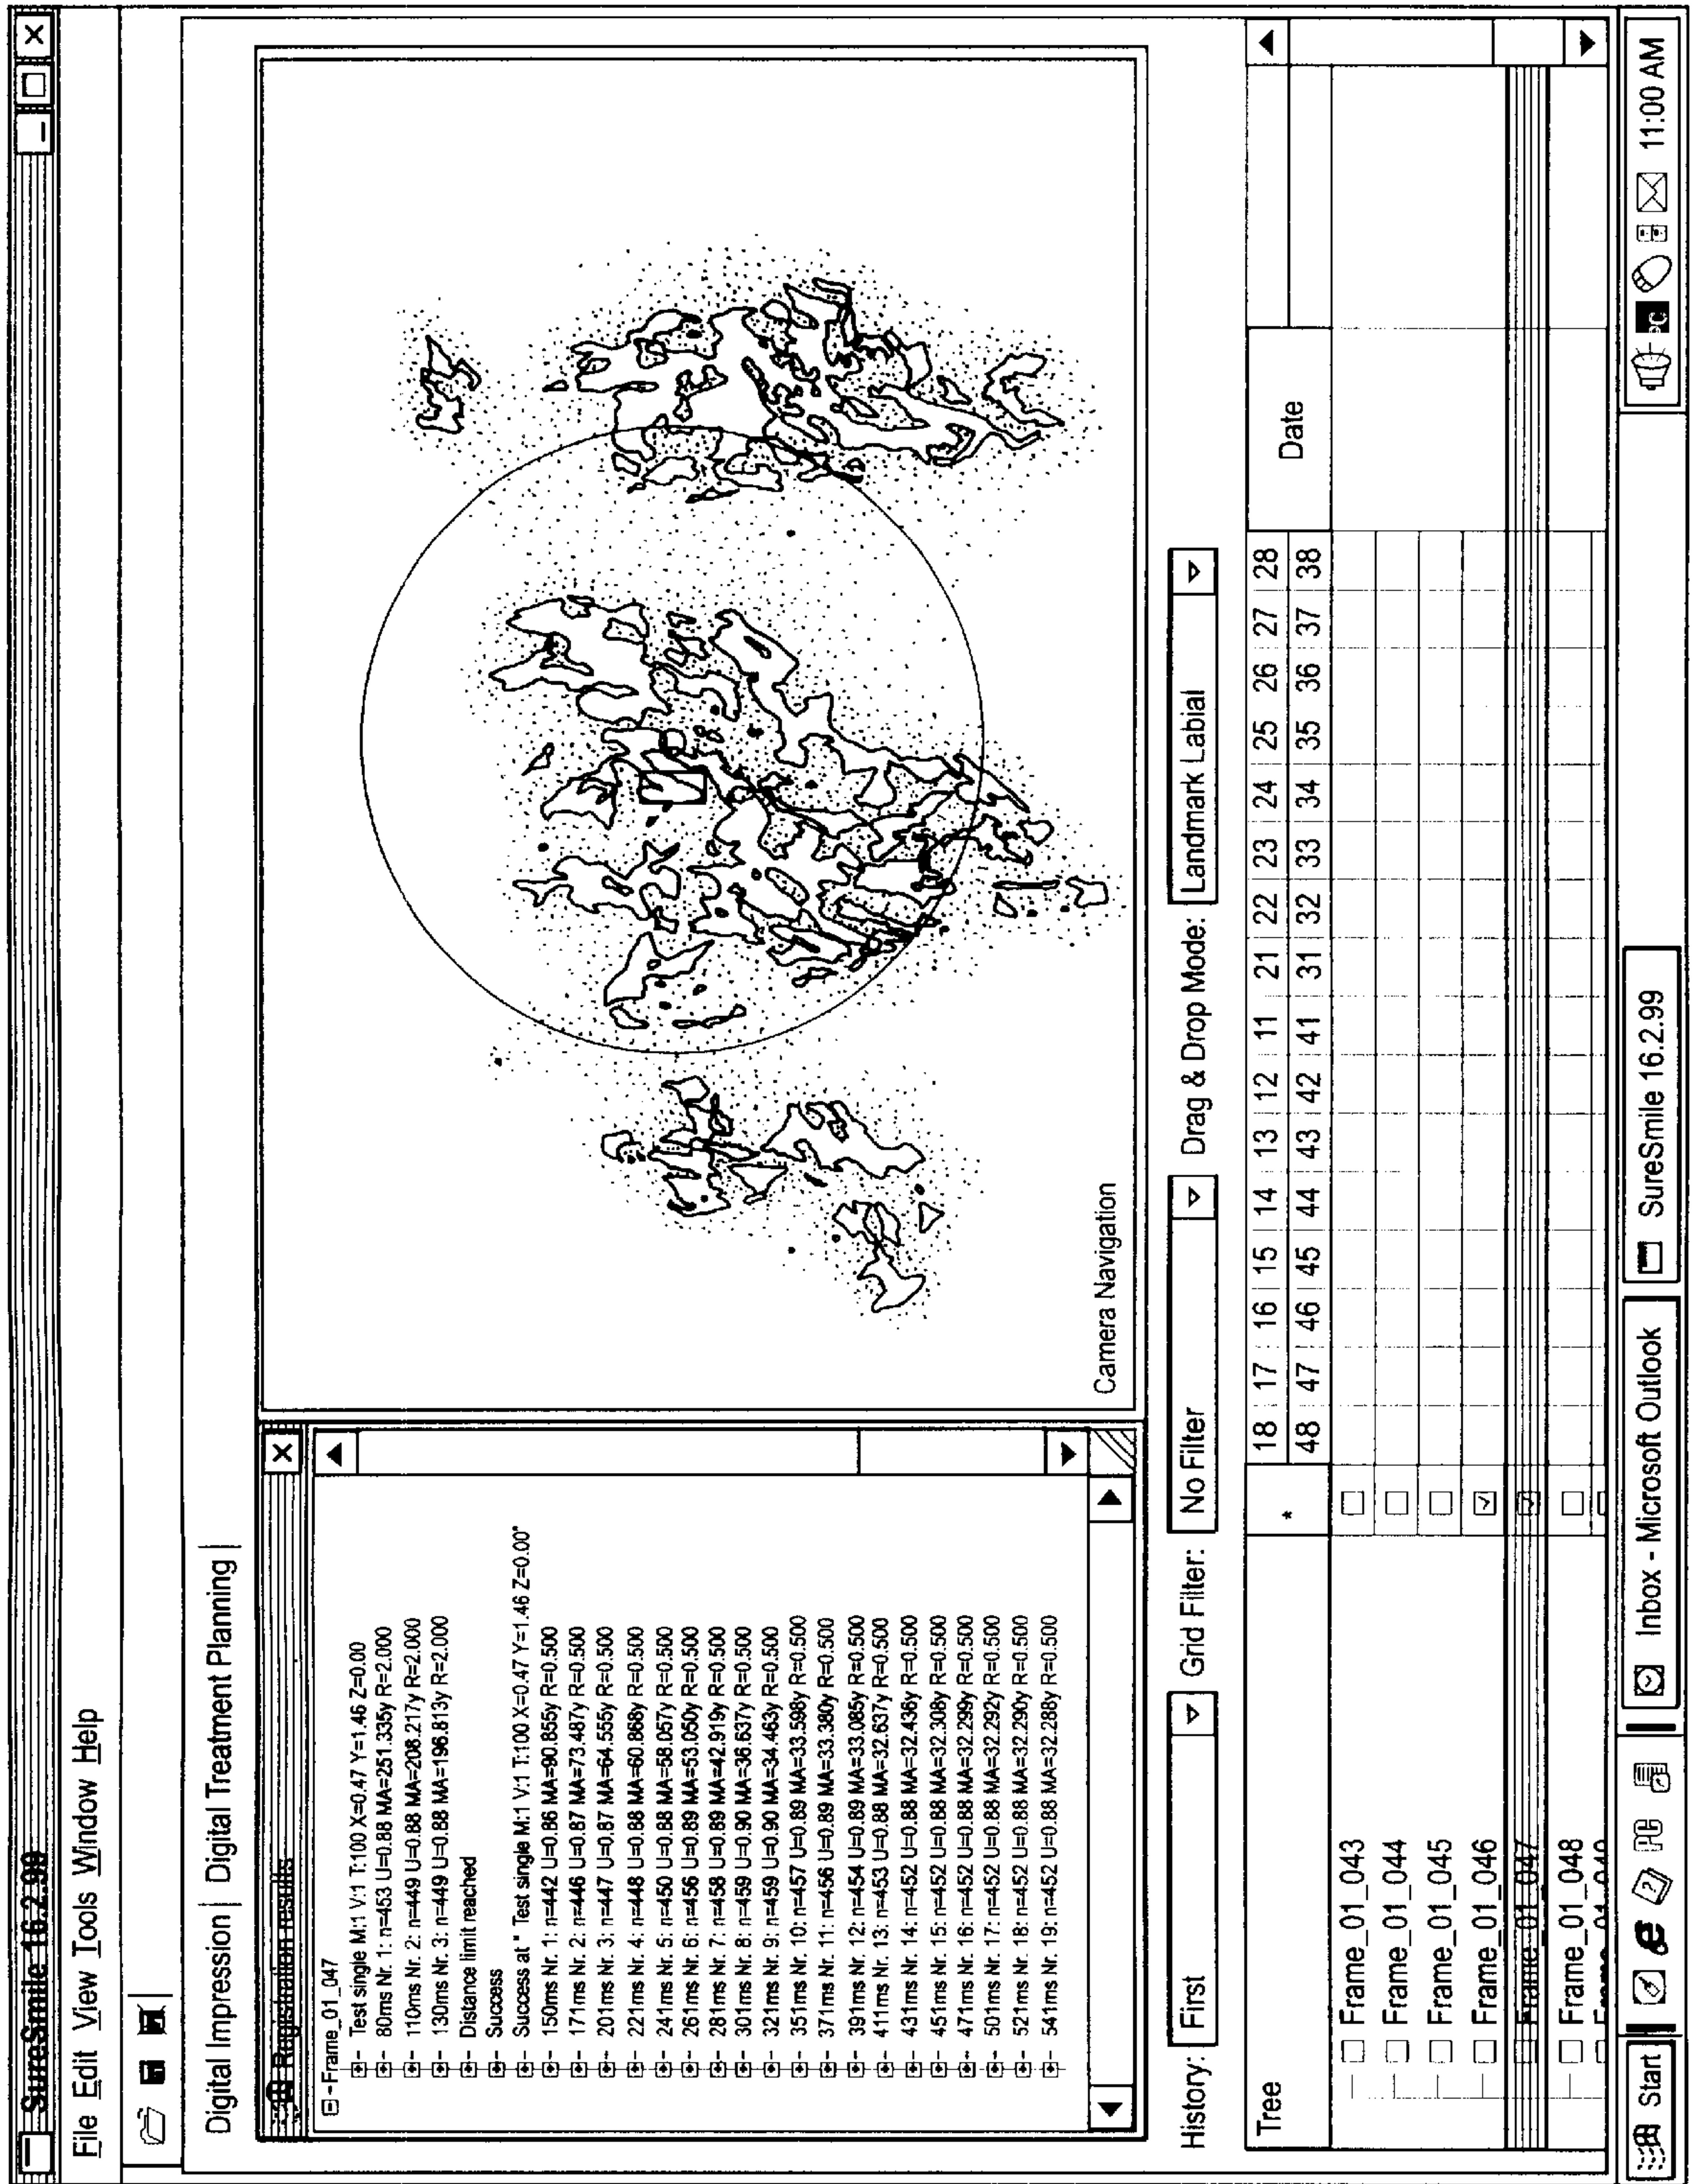 SureSmile 16.2.99
File Edit View Tools Window Help
Digital Impression | Digital Treatment Planning |
Registration results
Frame_01_047
Test single M:1 V:1 T:100 X=0.47 Y=1.46 Z=0.00
80ms Nr. 1: n=453 U=0.88 MA=251.335y R=2.000
110ms Nr. 2: n=449 U=0.88 MA=208.217y R=2.000
130ms Nr. 3: n=449 U=0.88 MA=196.813y R=2.000
Distance limit reached
Success
Success at " Test single M:1 V:1 T:100 X=0.47 Y=1.46 Z=0.00"
150ms Nr. 1: n=442 U=0.86 MA=90.855y R=0.500
171ms Nr. 2: n=446 U=0.87 MA=73.487y R=0.500
201ms Nr. 3: n=447 U=0.87 MA=64.555y R=0.500
221ms Nr. 4: n=448 U=0.88 MA=60.868y R=0.500
241ms Nr. 5: n=450 U=0.88 MA=58.057y R=0.500
261ms Nr. 6: n=456 U=0.89 MA=53.050y R=0.500
281ms Nr. 7: n=458 U=0.89 MA=42.919y R=0.500
301ms Nr. 8: n=459 U=0.90 MA=36.637y R=0.500
321ms Nr. 9: n=459 U=0.90 MA=34.463y R=0.500
351ms Nr. 10: n=457 U=0.89 MA=33.598y R=0.500
371ms Nr. 11: n=456 U=0.89 MA=33.380y R=0.500
391ms Nr. 12: n=454 U=0.89 MA=33.085y R=0.500
411ms Nr. 13: n=453 U=0.88 MA=32.637y R=0.500
431ms Nr. 14: n=452 U=0.88 MA=32.436y R=0.500
451ms Nr. 15: n=452 U=0.88 MA=32.308y R=0.500
471ms Nr. 16: n=452 U=0.88 MA=32.299y R=0.500
501ms Nr. 17: n=452 U=0.88 MA=32.292y R=0.500
521ms Nr. 18: n=452 U=0.88 MA=32.290y R=0.500
541ms Nr. 19: n=452 U=0.88 MA=32.288y R=0.500
Camera Navigation
History: First Grid Filter: No Filter Drag & Drop Mode: Landmark Labial
Tree * 18 17 16 15 14 13 12 11 21 22 23 24 25 26 27 28 Date
48 47 46 45 44 43 42 41 31 32 33 34 35 36 37 38
Frame_01_043
Frame_01_044
Frame_01_045
Frame_01_046
Frame_01_047
Frame_01_048
Frame_01_049
Start Inbox - Microsoft Outlook SureSmile 16.2.99 11:00 AM